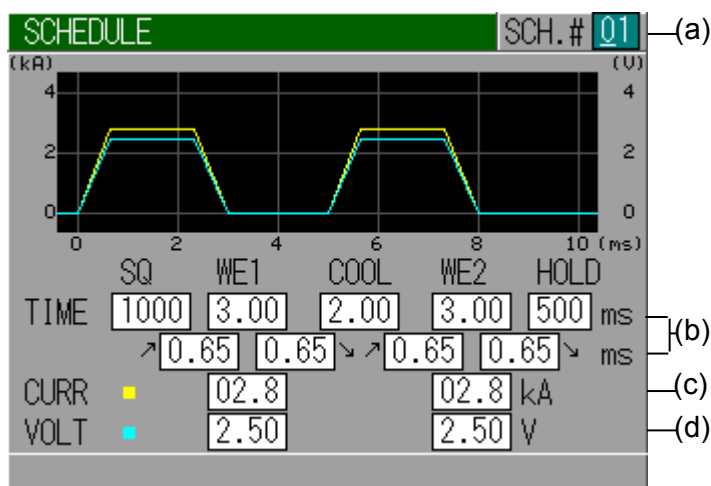 SCHEDULE SCH.# 01 (a)
(kA) (V)
4 4
2 2
0 0
0 2 4 6 8 10 (ms)
SQ WE1 COOL WE2 HOLD
TIME 1000 3.00 2.00 3.00 500 ms
(b)
↗ 0.65 0.65 ↘ ↗ 0.65 0.65 ↘ ms
CURR 02.8 02.8 kA (c)
VOLT 2.50 2.50 V (d)